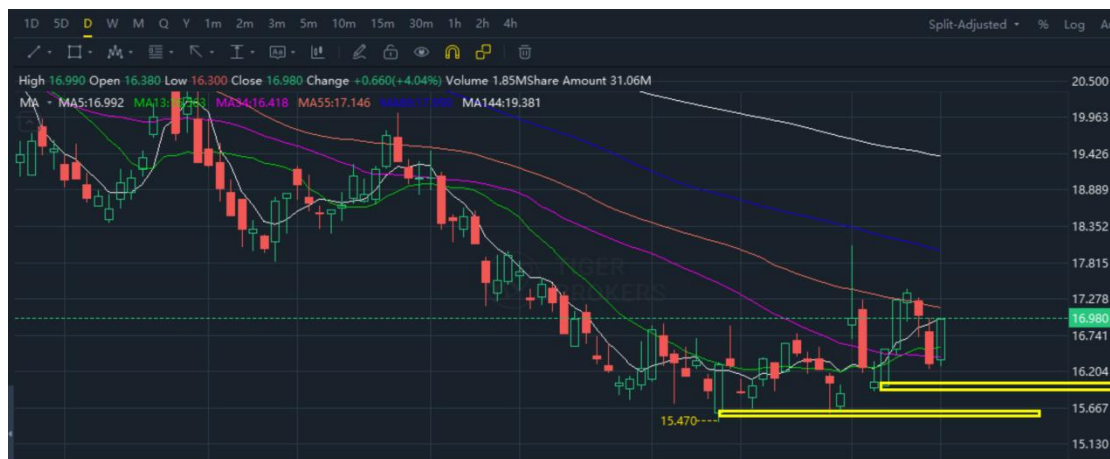 1D 5D D W M Q Y 1m 2m 3m 5m 10m 15m 30m 1h 2h 4h Split-Adjusted % Log
High 16.990 Open 16.380 Low 16.300 Close 16.980 Change +0.660(+4.04%) Volume 1.85MShare Amount 31.06M
MA MA5:16.992 MA34:16.418 MA55:17.146 MA144:19.381
20.500
19.963
19.426
18.889
18.352
17.815
TIGER
BROKERS
17.278
16.980
16.741
16.204
15.667
15.470
15.130